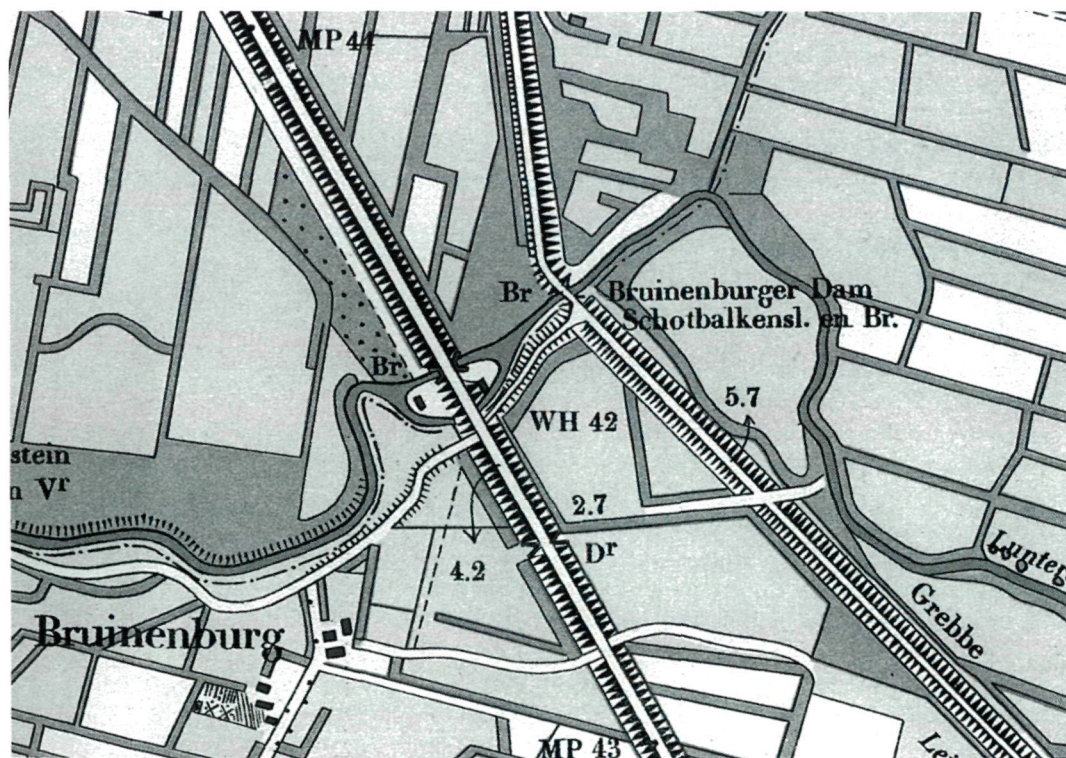 MP 44
Br
Bruinenburger Dam
Schotbalkensl. en Br.
Br.
5.7
WH 42
stein
n Vr
2.7
Dr
4.2
Lunter
Grebbe
Bruinenburg
MP 43